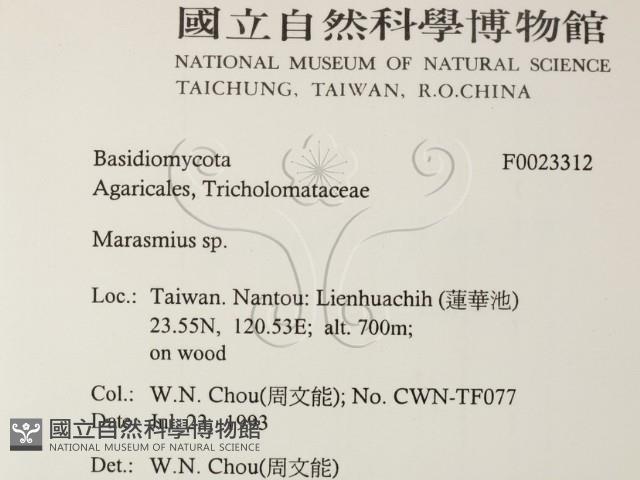 國立自然科學博物館
NATIONAL MUSEUM OF NATURAL SCIENCE
TAICHUNG, TAIWAN, R.O.CHINA
Basidiomycota F0023312
Agaricales, Tricholomataceae
Marasmius sp.
Loc.: Taiwan. Nantou: Lienhuachih (蓮華池)
23.55N, 120.53E; alt. 700m;
on wood
Col.: W.N. Chou(周文能); No. CWN-TF077
Date: Jul. 1993
國立自然科學博物館
NATIONAL MUSEUM OF NATURAL SCIENCE
Det.: W.N. Chou(周文能)